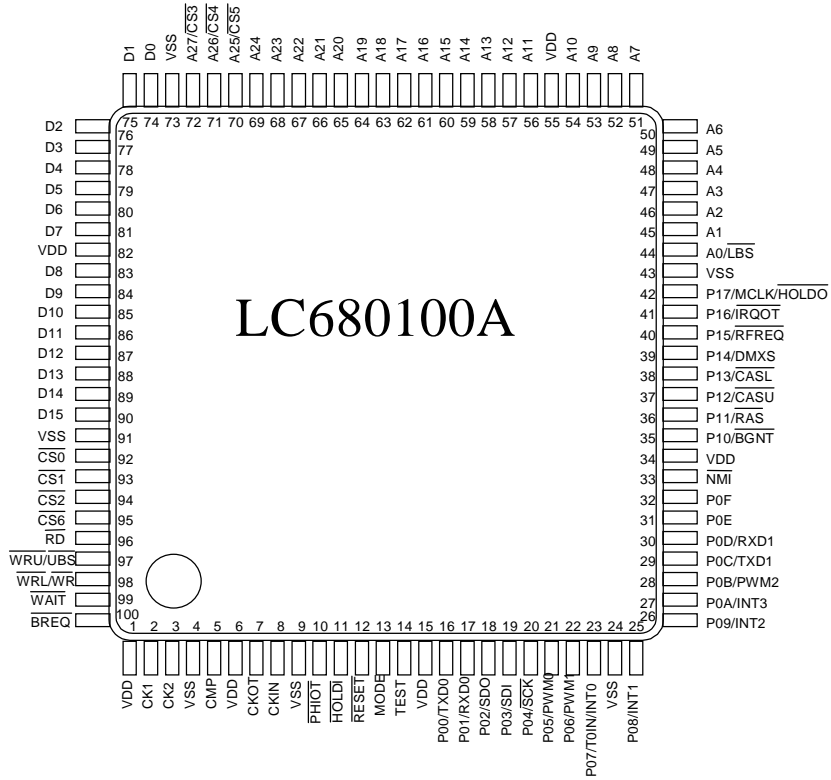 D1 D0 VSS A27/CS3 A26/CS4 A25/CS5 A24 A23 A22 A21 A20 A19 A18 A17 A16 A15 A14 A13 A12 A11 VDD A10 A9 A8 A7
75 74 73 72 71 70 69 68 67 66 65 64 63 62 61 60 59 58 57 56 55 54 53 52 51
D2 76 50 A6
D3 77 49 A5
D4 78 48 A4
D5 79 47 A3
D6 80 46 A2
D7 81 45 A1
VDD 82 44 A0/LBS
D8 83 43 VSS
D9 84 42 P17/MCLK/HOLDO
D10 85 41 P16/IRQOT
LC680100A
D11 86 40 P15/RFREQ
D12 87 39 P14/DMXS
D13 88 38 P13/CASL
D14 89 37 P12/CASU
D15 90 36 P11/RAS
VSS 91 35 P10/BGNT
CS0 92 34 VDD
CS1 93 33 NMI
CS2 94 32 P0F
CS6 95 31 P0E
RD 96 30 P0D/RXD1
WRU/UBS 97 29 P0C/TXD1
WRL/WR 98 28 P0B/PWM2
WAIT 99 27 P0A/INT3
BREQ 100 26 P09/INT2
1 2 3 4 5 6 7 8 9 10 11 12 13 14 15 16 17 18 19 20 21 22 23 24 25
VDD CK1 CK2 VSS CMP VDD CKOT CKIN VSS PHIOT HOLDI RESET MODE TEST VDD P00/TXD0 P01/RXD0 P02/SDO P03/SDI P04/SCK P05/PWM0 P06/PWM1 P07/T0IN/INT0 VSS P08/INT1